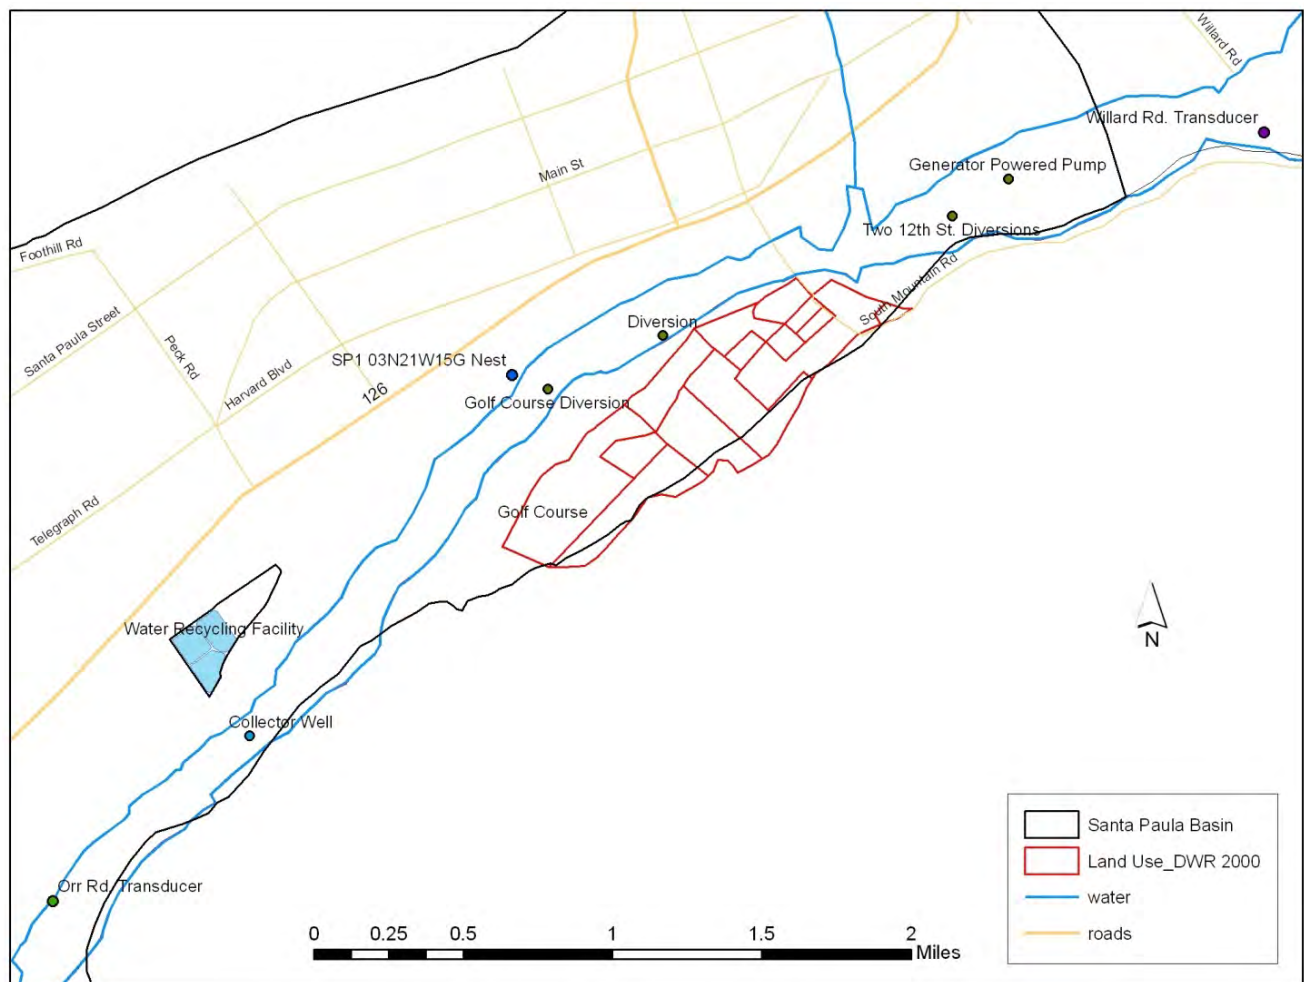 Willard Rd
Willard Rd. Transducer
Generator Powered Pump
Main St
Two 12th St. Diversions
Foothill Rd
South Mountain Rd
Santa Paula Street
Diversion
Peck Rd
SP1 03N21W15G Nest
Harvard Blvd
126
Golf Course Diversion
Golf Course
Telegraph Rd
Water Recycling Facility
N
Collector Well
Orr Rd. Transducer
0 0.25 0.5 1 1.5 2
Miles
Santa Paula Basin
Land Use_DWR 2000
water
roads